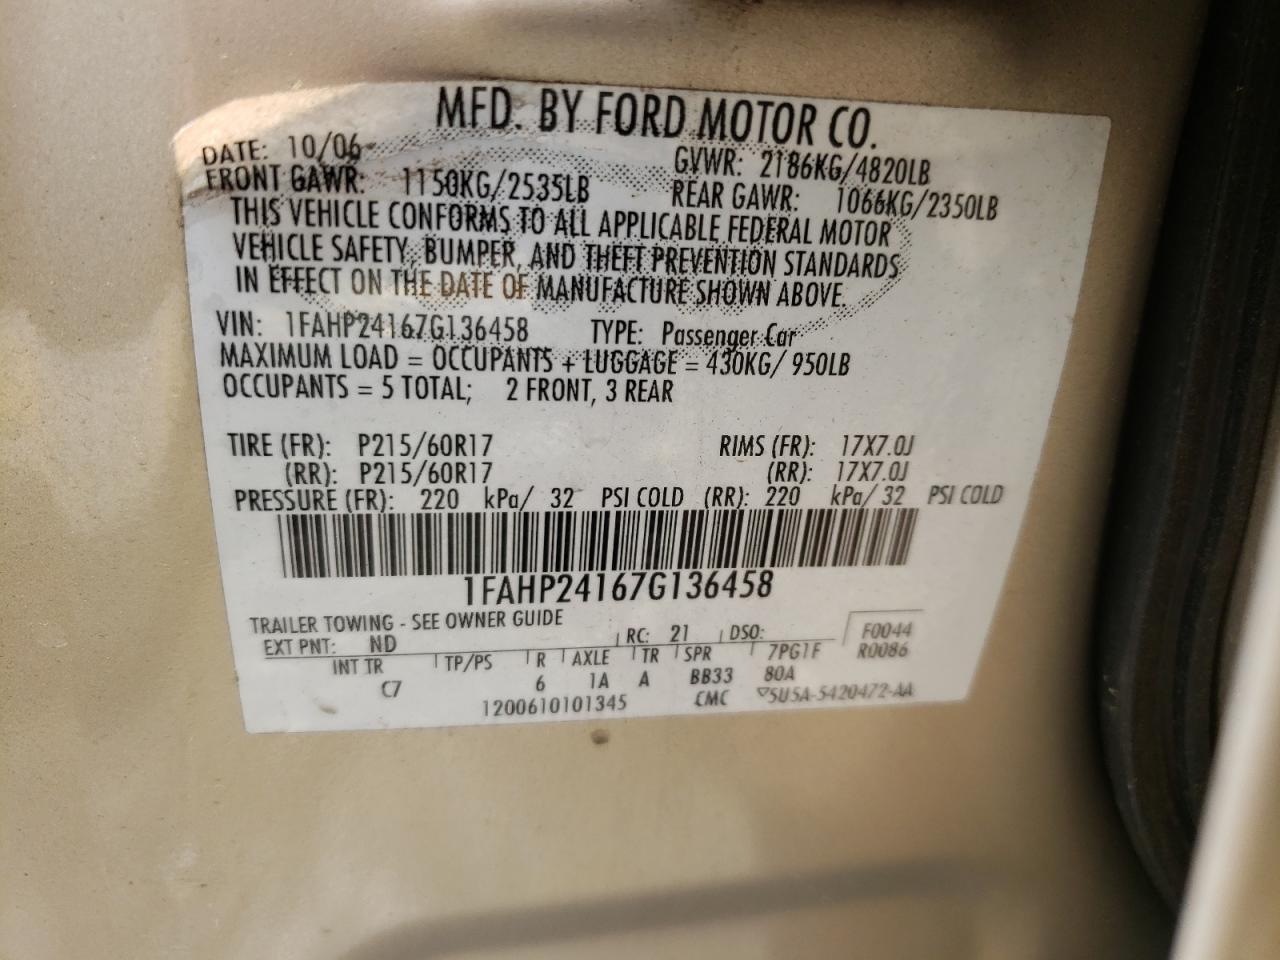 MFD. BY FORD MOTOR CO.
DATE: 10/06 GVWR: 2186KG/4820LB
FRONT GAWR: 1150KG/2535LB REAR GAWR: 1066KG/2350LB
THIS VEHICLE CONFORMS TO ALL APPLICABLE FEDERAL MOTOR
VEHICLE SAFETY, BUMPER, AND THEFT PREVENTION STANDARDS
IN EFFECT ON THE DATE OF MANUFACTURE SHOWN ABOVE.
VIN: 1FAHP24167G136458 TYPE: Passenger Car
MAXIMUM LOAD = OCCUPANTS + LUGGAGE = 430KG/ 950LB
OCCUPANTS = 5 TOTAL; 2 FRONT, 3 REAR
TIRE (FR): P215/60R17 RIMS (FR): 17X7.0J
(RR): P215/60R17 (RR): 17X7.0J
PRESSURE (FR): 220 kPa/ 32 PSI COLD (RR): 220 kPa/ 32 PSI COLD
1FAHP24167G136458
TRAILER TOWING - SEE OWNER GUIDE
EXT PNT: ND RC: 21 DSO: F0044
INT TR TP/PS R AXLE TR SPR 7PG1F R0086
C7 6 1A A BB33 80A
1200610101345 CMC ▽5U5A-5420472-AA